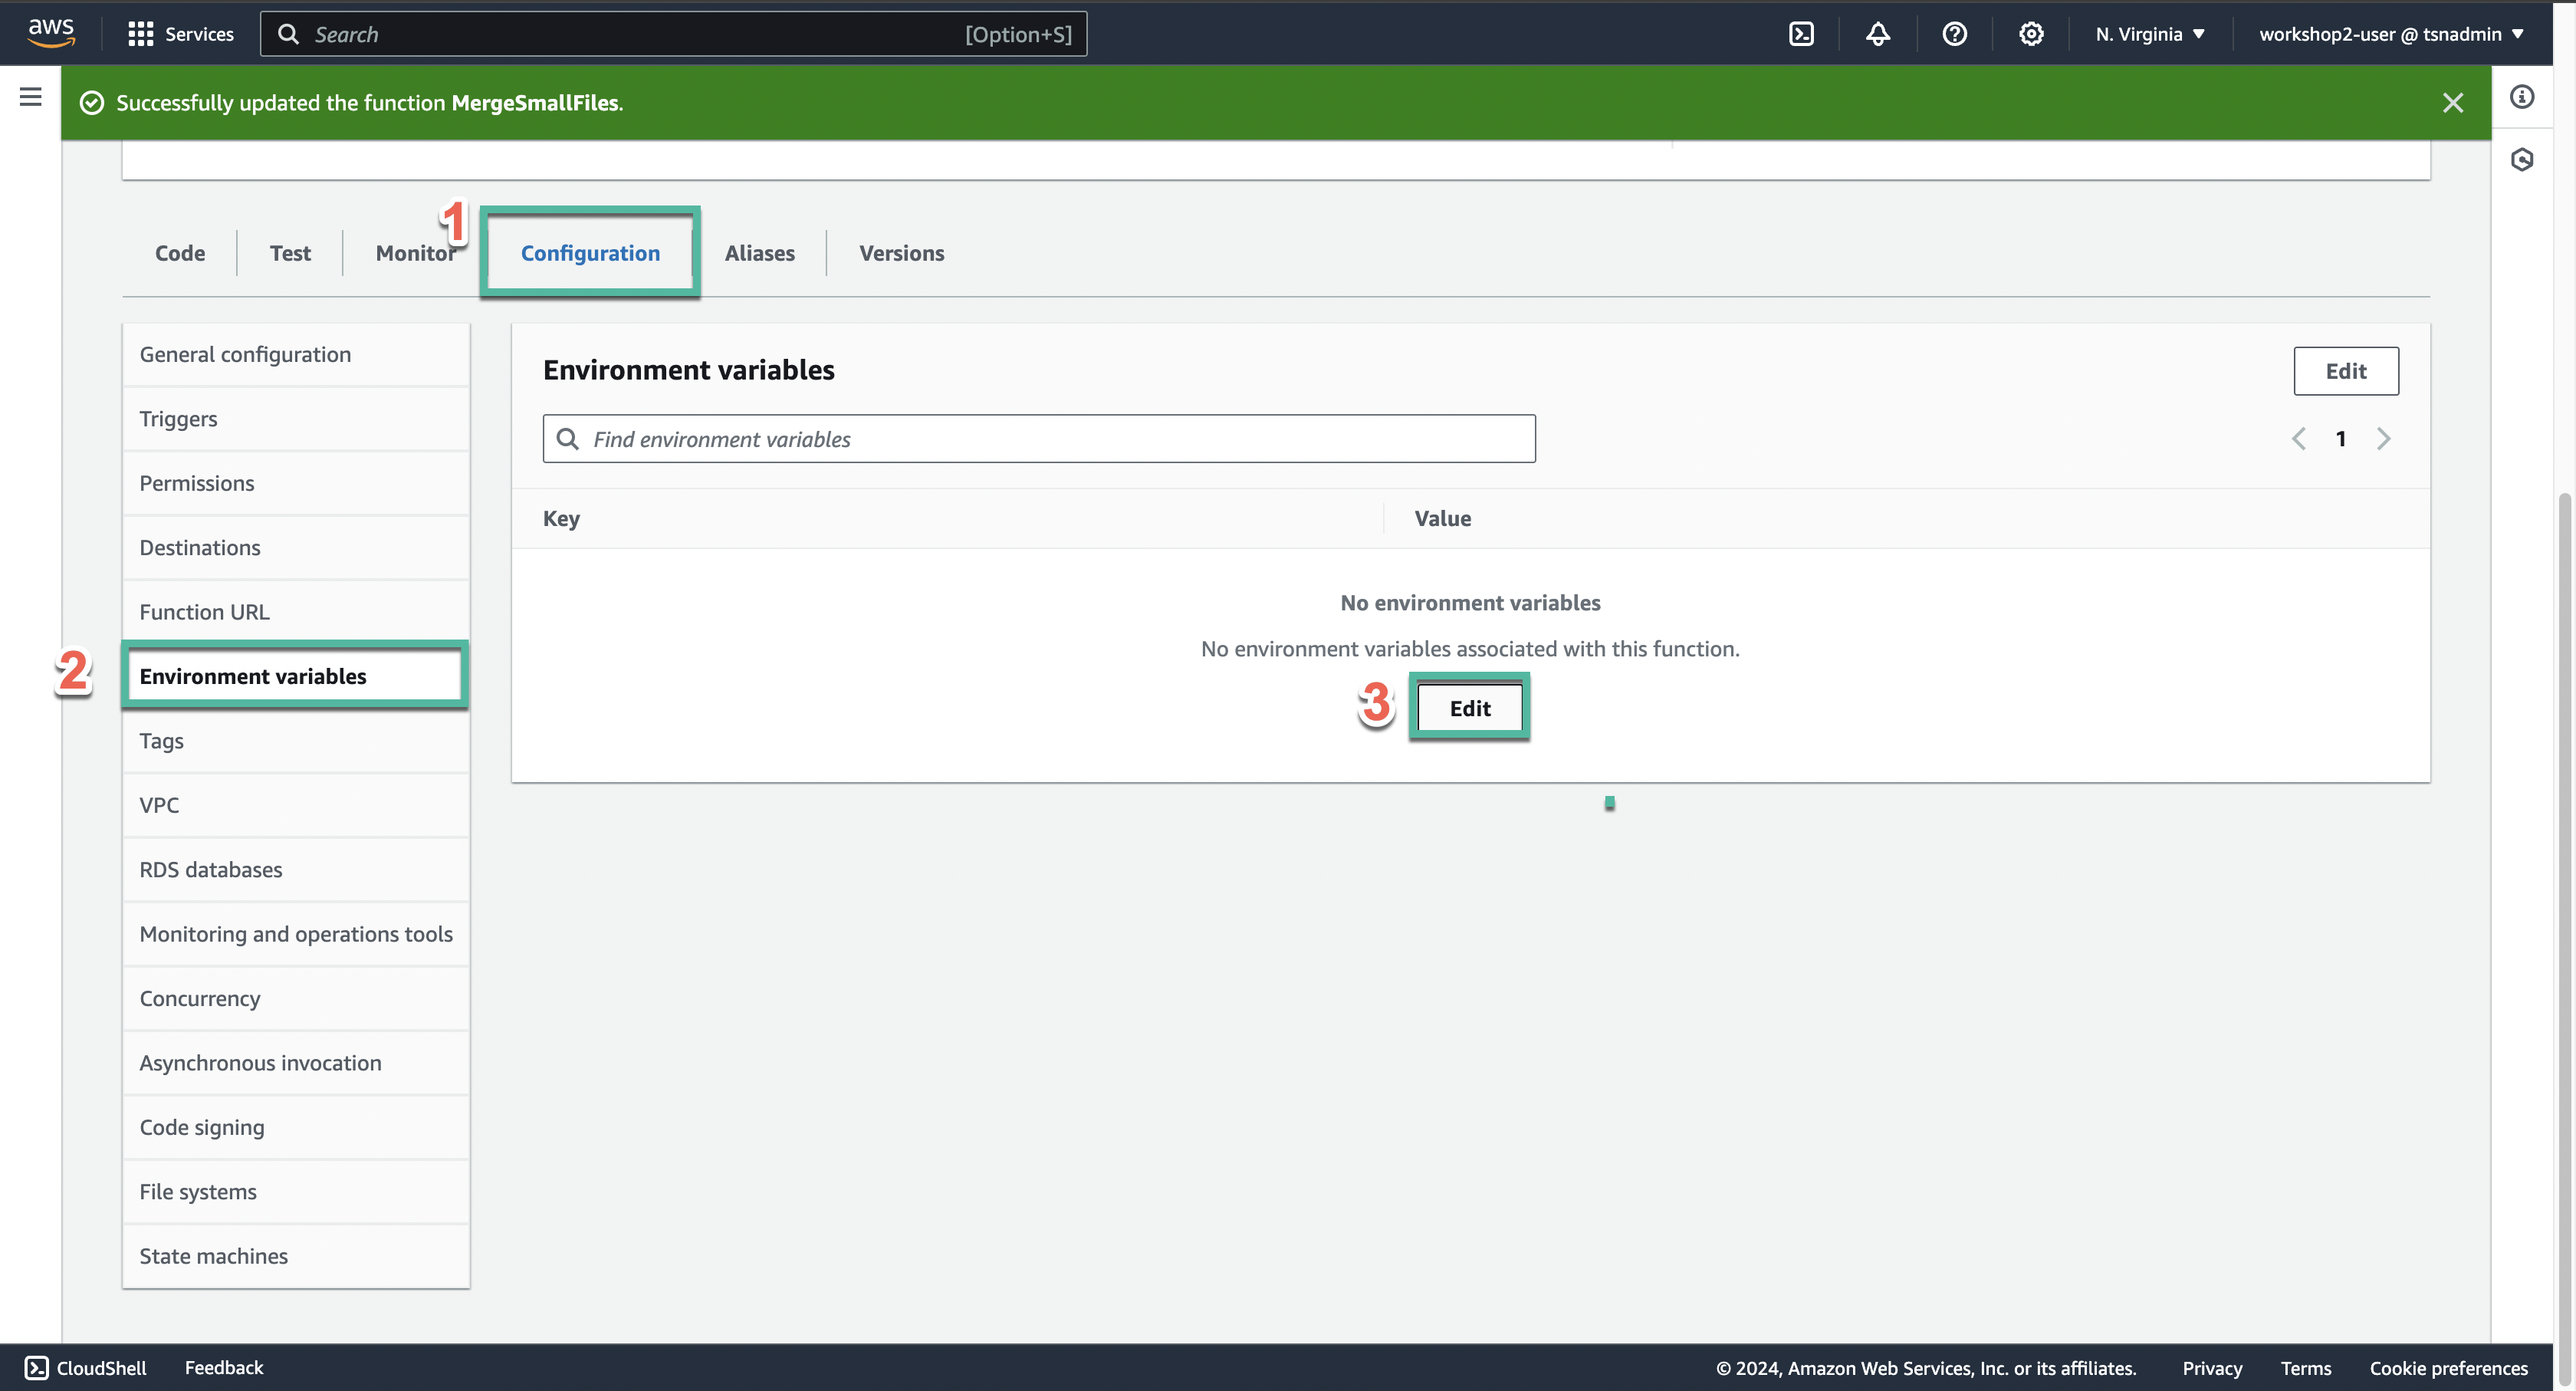 aws Services Search [Option+S] N. Virginia workshop2-user @ tsnadmin
Successfully updated the function MergeSmallFiles.
1
Code Test Monitor Configuration Aliases Versions
General configuration
Triggers
Permissions
Destinations
Function URL
2 Environment variables
Tags
VPC
RDS databases
Monitoring and operations tools
Concurrency
Asynchronous invocation
Code signing
File systems
State machines
Environment variables Edit
Find environment variables 1
Key Value
No environment variables
No environment variables associated with this function.
3 Edit
CloudShell Feedback © 2024, Amazon Web Services, Inc. or its affiliates. Privacy Terms Cookie preferences